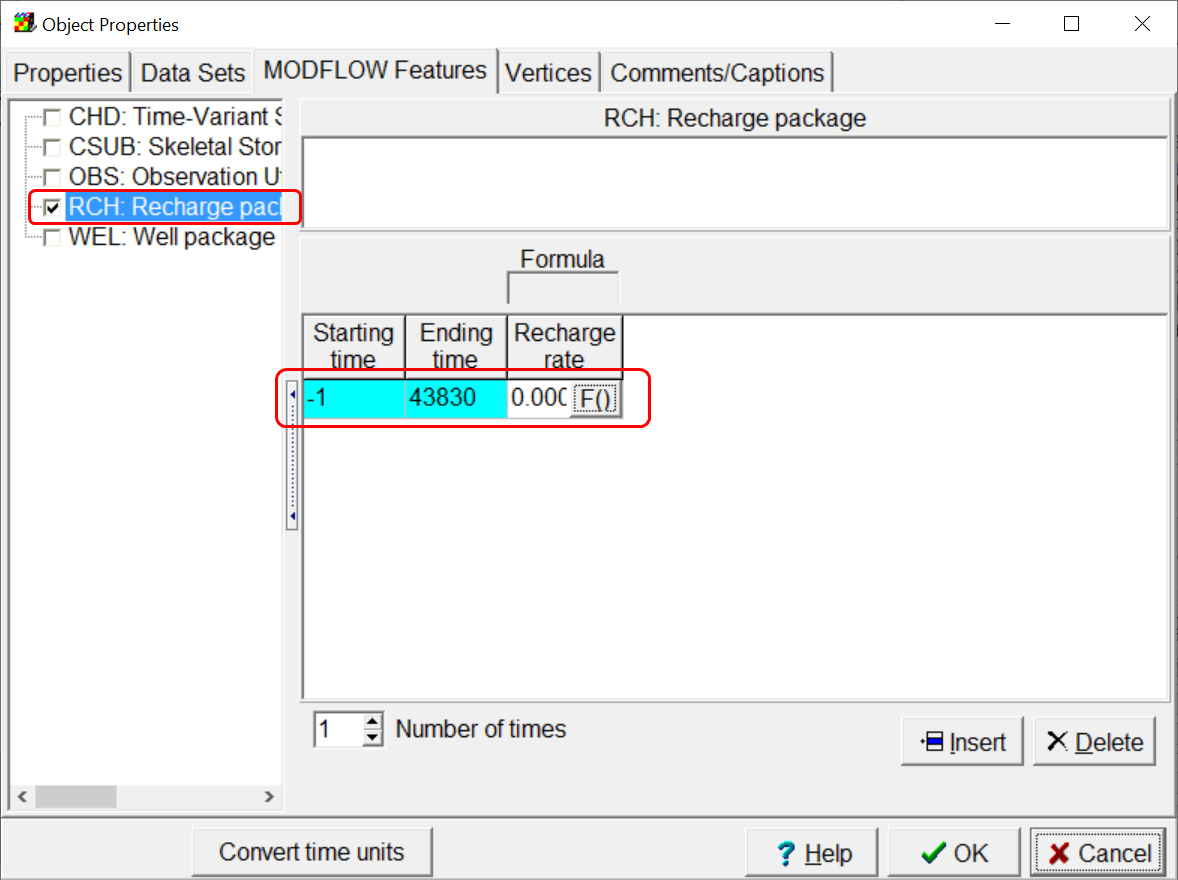 Object Properties
Properties Data Sets MODFLOW Features Vertices Comments/Captions
CHD: Time-Variant S
CSUB: Skeletal Stor
OBS: Observation U
RCH: Recharge pac
WEL: Well package
RCH: Recharge package
Formula
Starting time Ending time Recharge rate
-1 43830 0.000 F()
1 Number of times
Insert Delete
Convert time units ? Help OK Cancel